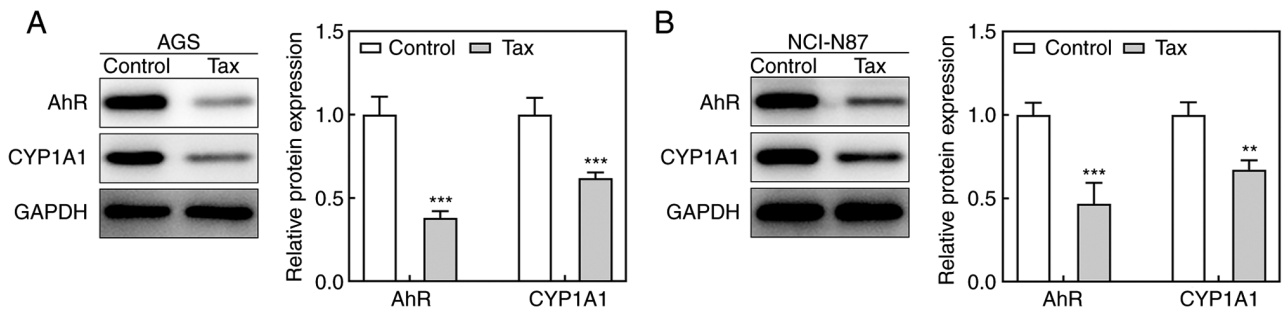 A
AGS
Control Tax
AhR
CYP1A1
GAPDH
Relative protein expression
1.5
1.0
0.5
0.0
Control Tax
***
***
AhR CYP1A1
B
NCI-N87
Control Tax
AhR
CYP1A1
GAPDH
Relative protein expression
1.5
1.0
0.5
0.0
Control Tax
***
**
AhR CYP1A1